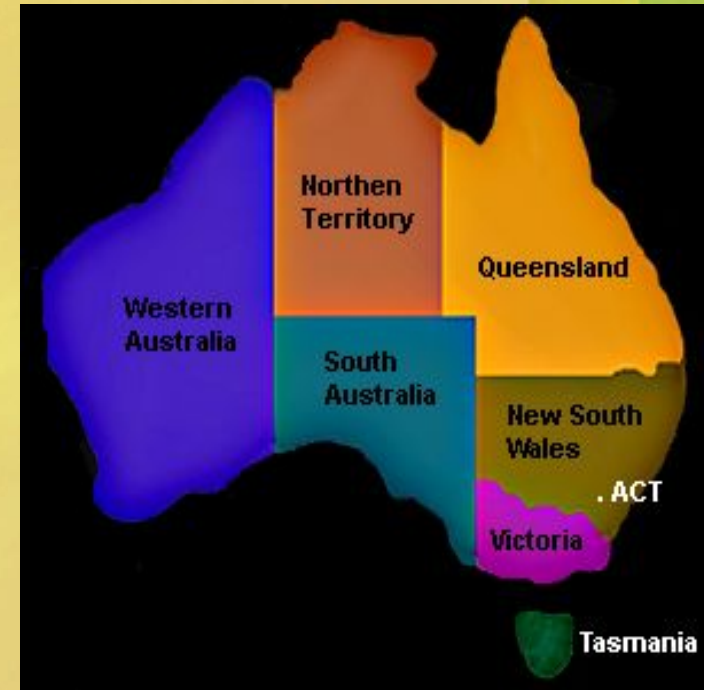 Northen
Territory
Queensland
Western
Australia
South
Australia
New South
Wales
. ACT
Victoria
Tasmania